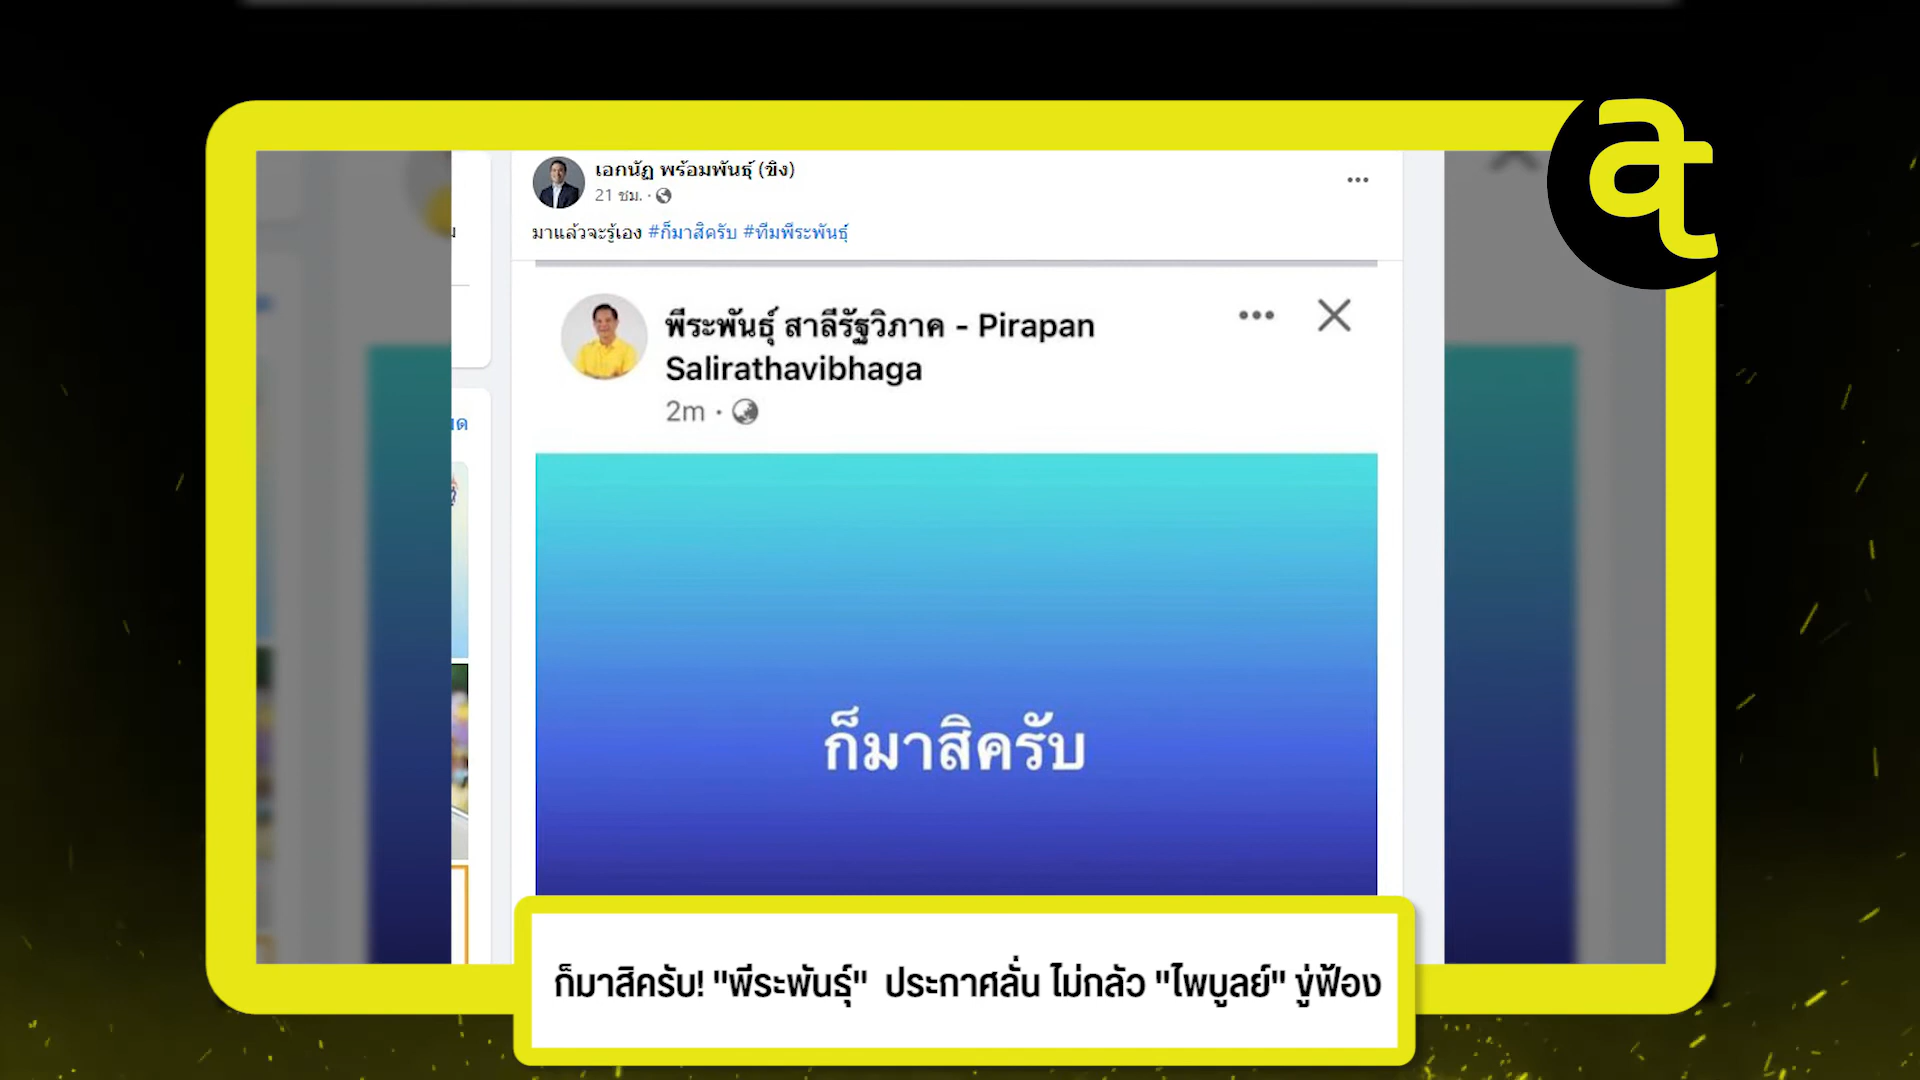 เอกนัฏ พร้อมพันธุ์ (ขิง)
21 ชม. ·
มาแล้วจะรู้เอง #ก็มาสิครับ #ทีมพีระพันธุ์
พีระพันธุ์ สาลีรัฐวิภาค - Pirapan
Salirathavibhaga
2m ·
ก็มาสิครับ
ก็มาสิครับ! "พีระพันธุ์" ประกาศลั่น ไม่กลัว "ไพบูลย์" ขู่ฟ้อง